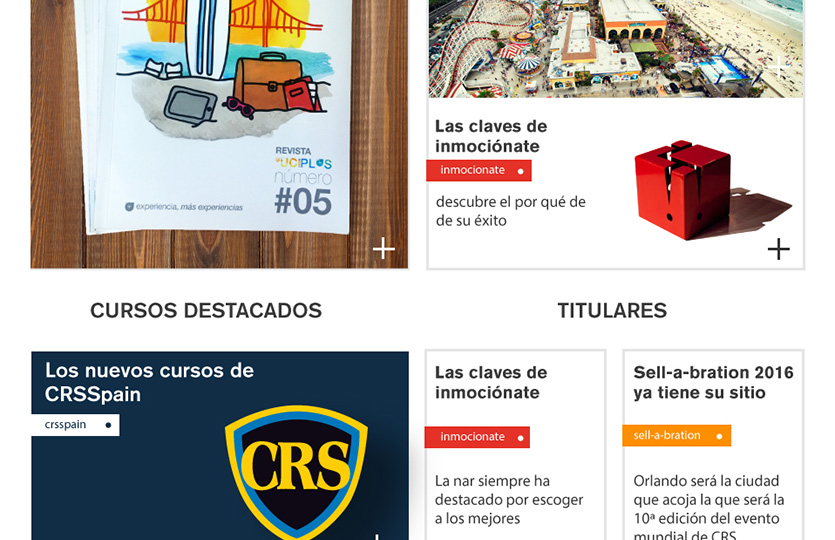 REVISTA
UCIPLUS
número
#05
experiencia, más experiencias
Las claves de
inmociónate
inmocionate
descubre el por qué de
de su éxito
CURSOS DESTACADOS
TITULARES
Los nuevos cursos de
CRSSpain
crsspain
CRS
Las claves de
inmociónate
inmocionate
La nar siempre ha
destacado por escoger
a los mejores
Sell-a-bration 2016
ya tiene su sitio
sell-a-bration
Orlando será la ciudad
que acoja la que será la
10ª edición del evento
mundial de CRS